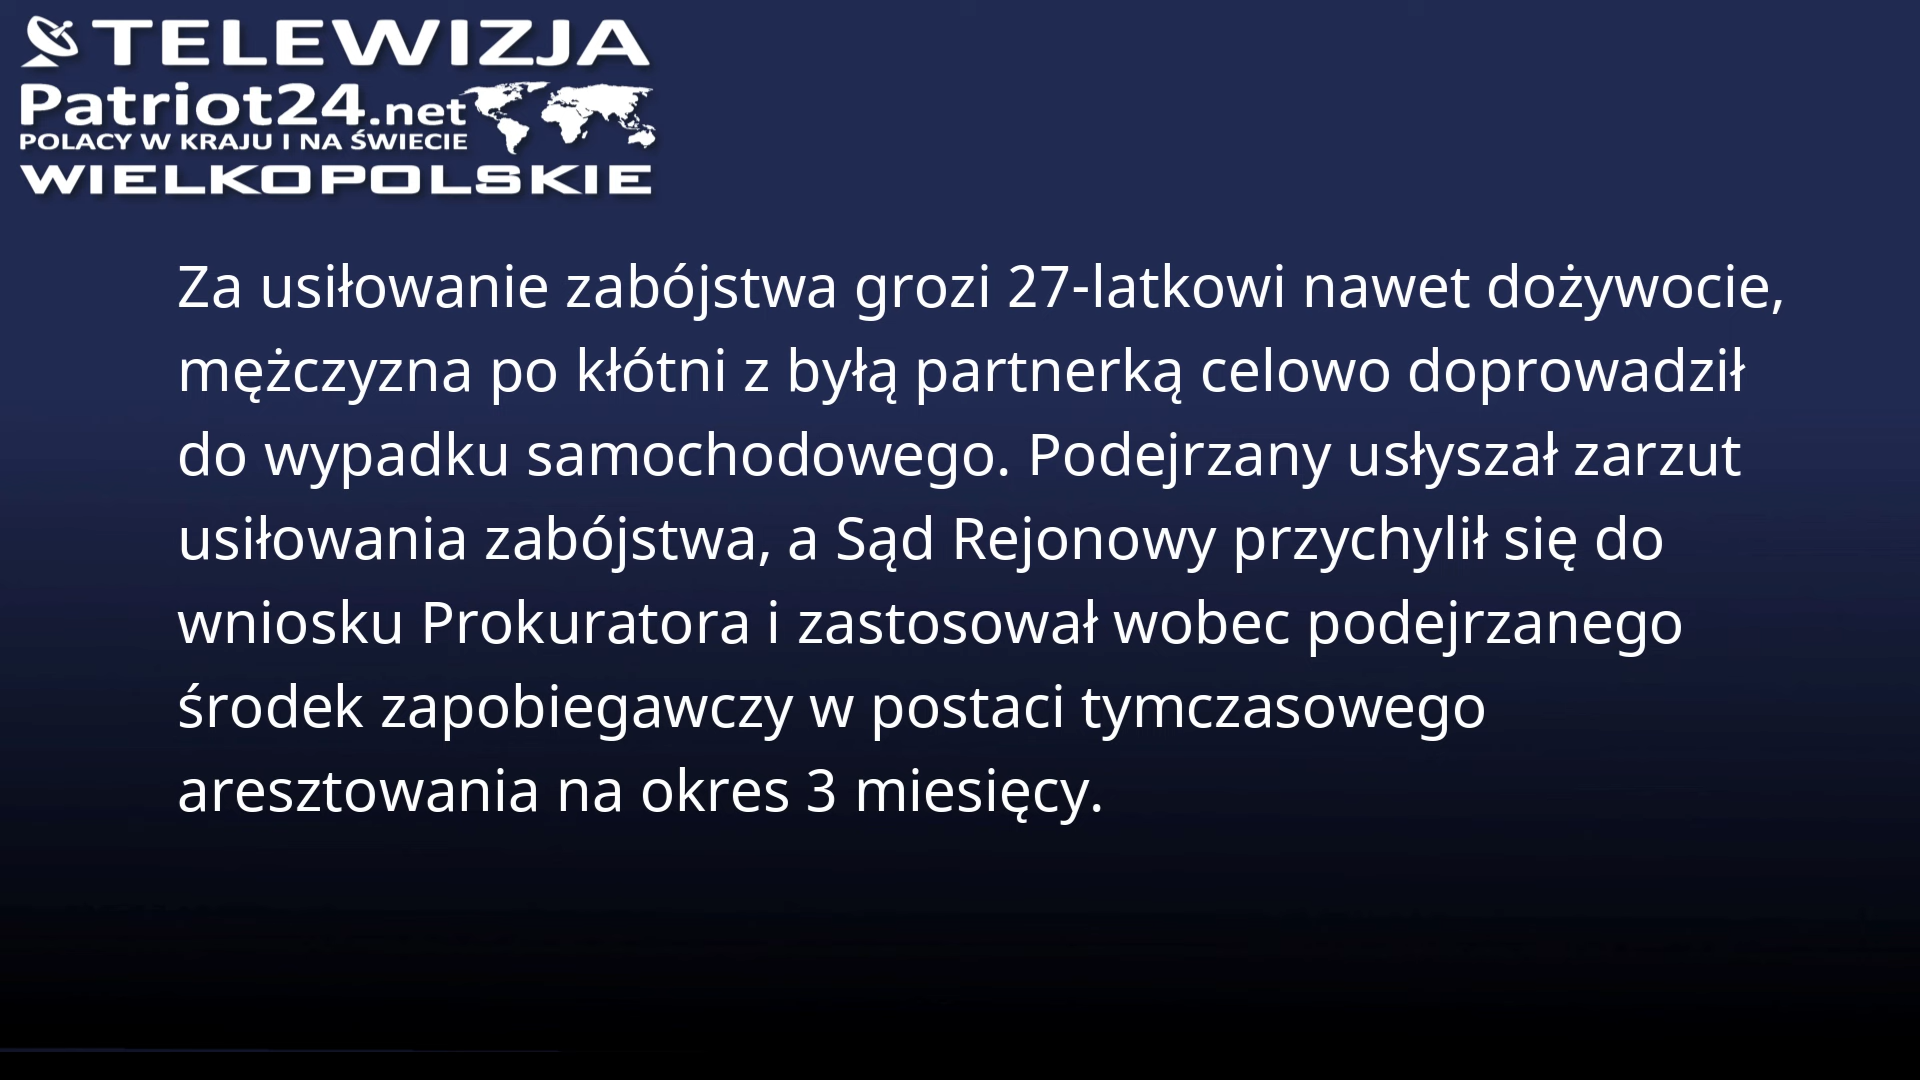 TELEWIZJA
Patriot24.net
POLACY W KRAJU I NA ŚWIECIE
WIELKOPOLSKIE
Za usiłowanie zabójstwa grozi 27-latkowi nawet dożywocie,
mężczyzna po kłótni z byłą partnerką celowo doprowadził
do wypadku samochodowego. Podejrzany usłyszał zarzut
usiłowania zabójstwa, a Sąd Rejonowy przychylił się do
wniosku Prokuratora i zastosował wobec podejrzanego
środek zapobiegawczy w postaci tymczasowego
aresztowania na okres 3 miesięcy.